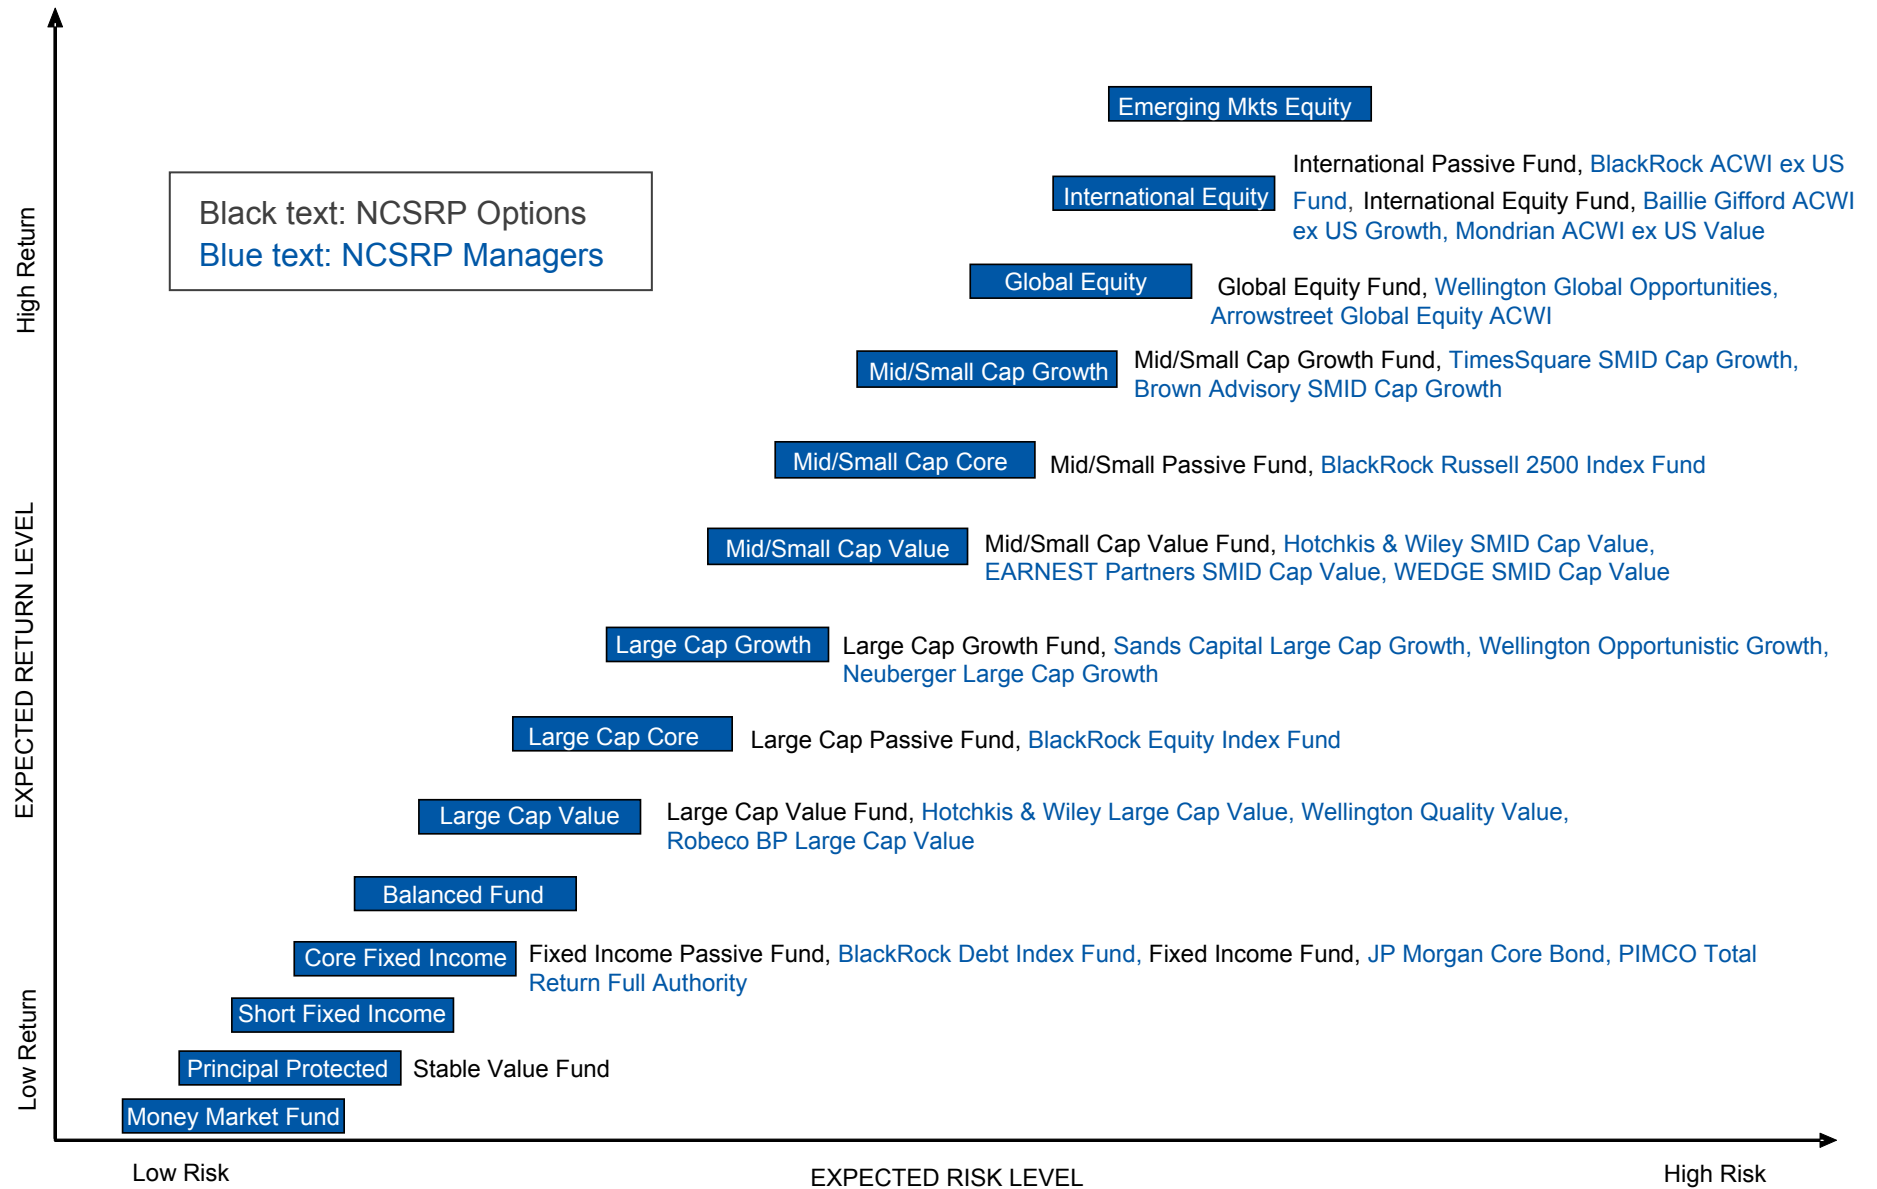 Emerging Mkts Equity
International Passive Fund, BlackRock ACWI ex US
International Equity
Fund, International Equity Fund, Baillie Gifford ACWI
ex US Growth, Mondrian ACWI ex US Value
Black text: NCSRP Options
Blue text: NCSRP Managers
Global Equity
Global Equity Fund, Wellington Global Opportunities,
Arrowstreet Global Equity ACWI
Mid/Small Cap Growth
Mid/Small Cap Growth Fund, TimesSquare SMID Cap Growth,
Brown Advisory SMID Cap Growth
Mid/Small Cap Core
Mid/Small Passive Fund, BlackRock Russell 2500 Index Fund
Mid/Small Cap Value
Mid/Small Cap Value Fund, Hotchkis & Wiley SMID Cap Value,
EARNEST Partners SMID Cap Value, WEDGE SMID Cap Value
Large Cap Growth
Large Cap Growth Fund, Sands Capital Large Cap Growth, Wellington Opportunistic Growth,
Neuberger Large Cap Growth
Large Cap Core
Large Cap Passive Fund, BlackRock Equity Index Fund
Large Cap Value
Large Cap Value Fund, Hotchkis & Wiley Large Cap Value, Wellington Quality Value,
Robeco BP Large Cap Value
Balanced Fund
Core Fixed Income
Fixed Income Passive Fund, BlackRock Debt Index Fund, Fixed Income Fund, JP Morgan Core Bond, PIMCO Total
Return Full Authority
Short Fixed Income
Principal Protected
Stable Value Fund
Money Market Fund
High Return
EXPECTED RETURN LEVEL
Low Return
Low Risk
EXPECTED RISK LEVEL
High Risk